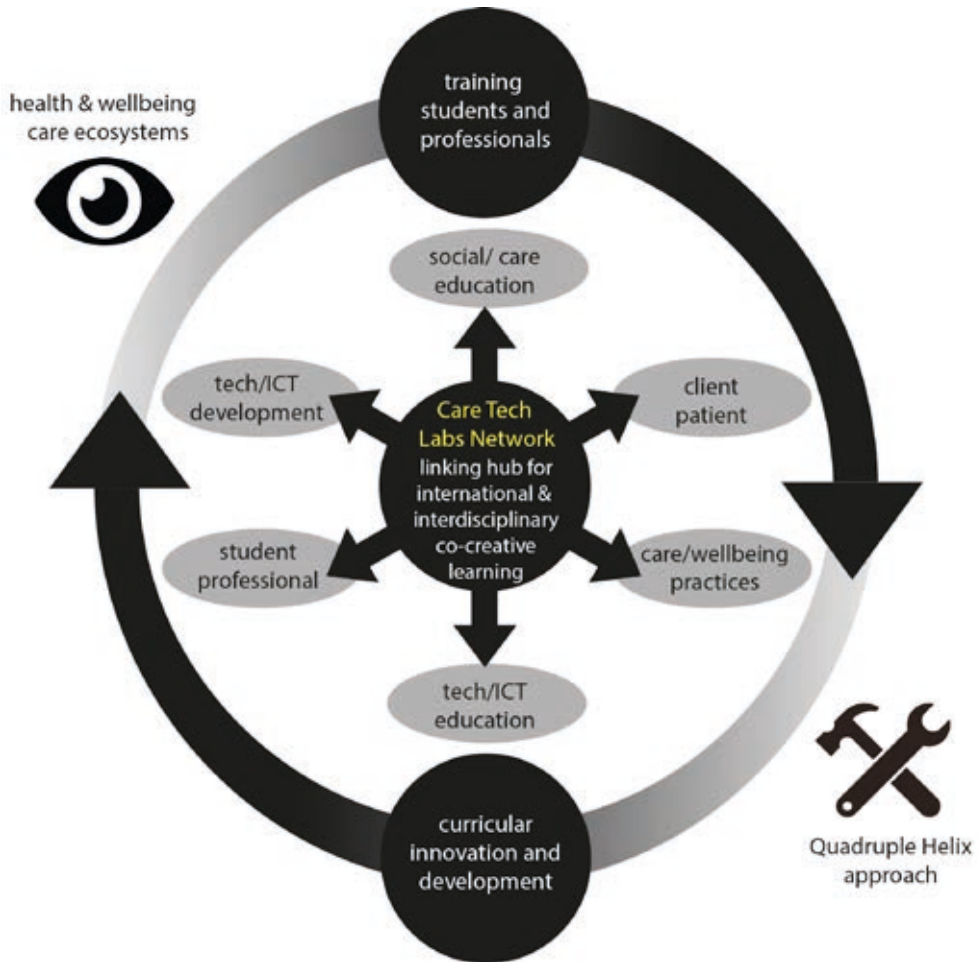 training
students and
professionals
health & wellbeing
care ecosystems
social/ care
education
tech/ICT
development
client
patient
Care Tech
Labs Network
linking hub for
international &
interdisciplinary
co-creative
learning
student
professional
care/wellbeing
practices
tech/ICT
education
curricular
innovation and
development
Quadruple Helix
approach